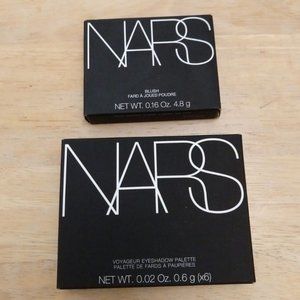 NARS
BLUSH
FARD À JOUES POUDRE
NET WT. 0.16 Oz. 4.8 g
NARS
VOYAGEUR EYESHADOW PALETTE
PALETTE DE FARDS À PAUPIÈRES
NET WT. 0.02 Oz. 0.6 g (x6)